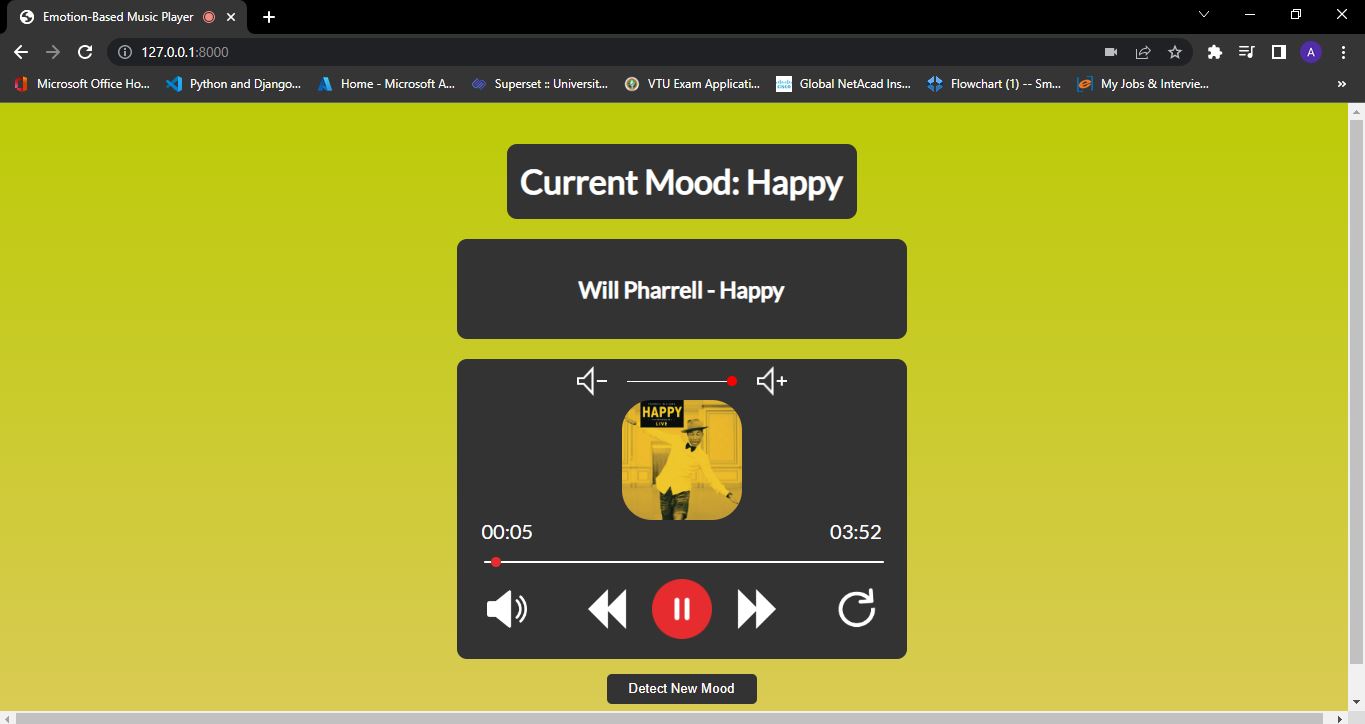 Emotion-Based Music Player
127.0.0.1:8000
A
Microsoft Office Ho...
Python and Django...
Home - Microsoft A...
Superset :: Universit...
VTU Exam Applicati...
Global NetAcad Ins...
Flowchart (1) -- Sm...
My Jobs & Intervie...
Current Mood: Happy
Will Pharrell - Happy
HAPPY
LIVE
00:05
03:52
Detect New Mood